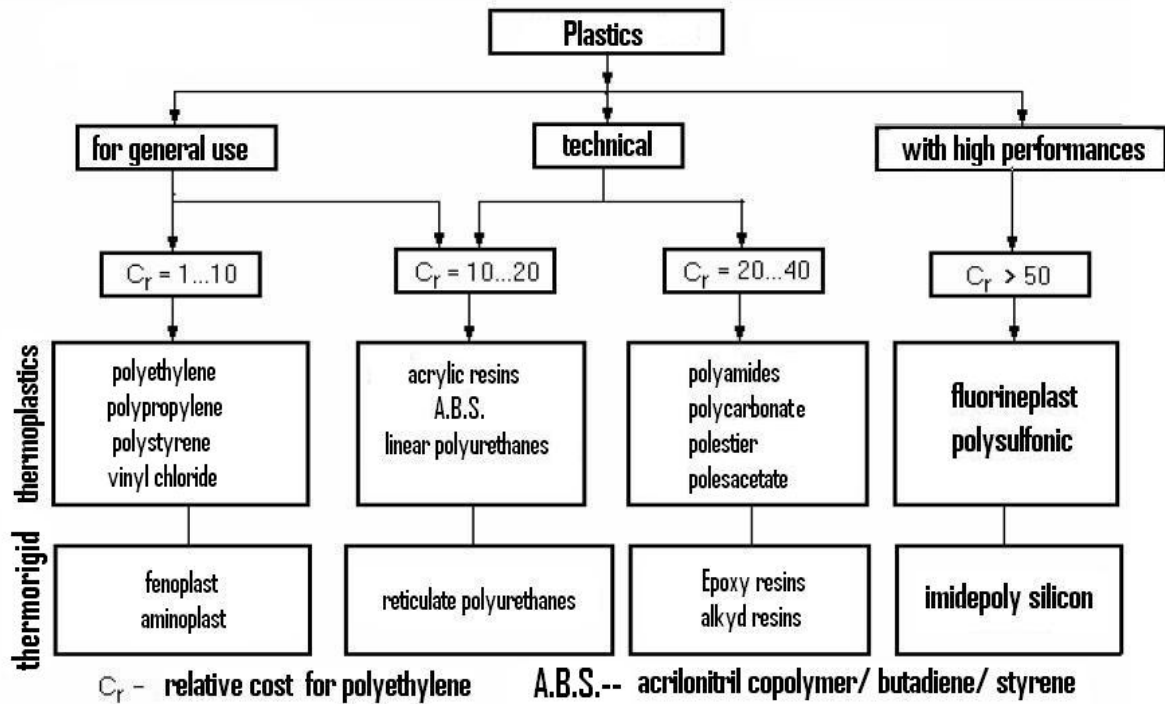 Plastics
for general use
technical
with high performances
Cr = 1...10
Cr = 10...20
Cr = 20...40
Cr > 50
thermoplastics
polyethylene
polypropylene
polystyrene
vinyl chloride
acrylic resins
A.B.S.
linear polyurethanes
polyamides
polycarbonate
polestier
polesacetate
fluorineplast
polysulfonic
thermorigid
fenoplast
aminoplast
reticulate polyurethanes
Epoxy resins
alkyd resins
imidepoly silicon
Cr - relative cost for polyethylene
A.B.S.-- acrilonitril copolymer/ butadiene/ styrene